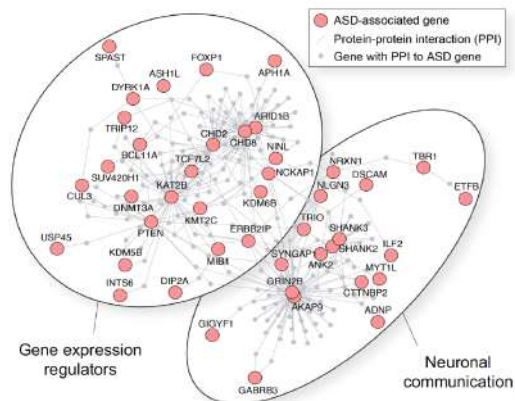 ASD-associated gene
Protein-protein interaction (PPI)
Gene with PPI to ASD gene
SPAST
FOXP1
ASH1L
APH1A
DYRK1A
TRIP12
ARID1B
CHD2
CHD8
BCL11A
NINL
TCF7L2
NRXN1
TBR1
SUV420H1
NCKAP1
DSCAM
KAT2B
NLGN3
CUL3
DNMT3A
KDM6B
ETFB
KMT2C
PTEN
TRIO
ERBB2IP
SHANK3
USP45
SHANK2
ILF2
KDM5B
MIB1
SYNGAP1
ANK2
MYT1L
GRIN2B
CTTNBP2
INTS6
DIP2A
AKAP9
ADNP
GIGYF1
Gene expression
regulators
Neuronal
communication
GABRB3